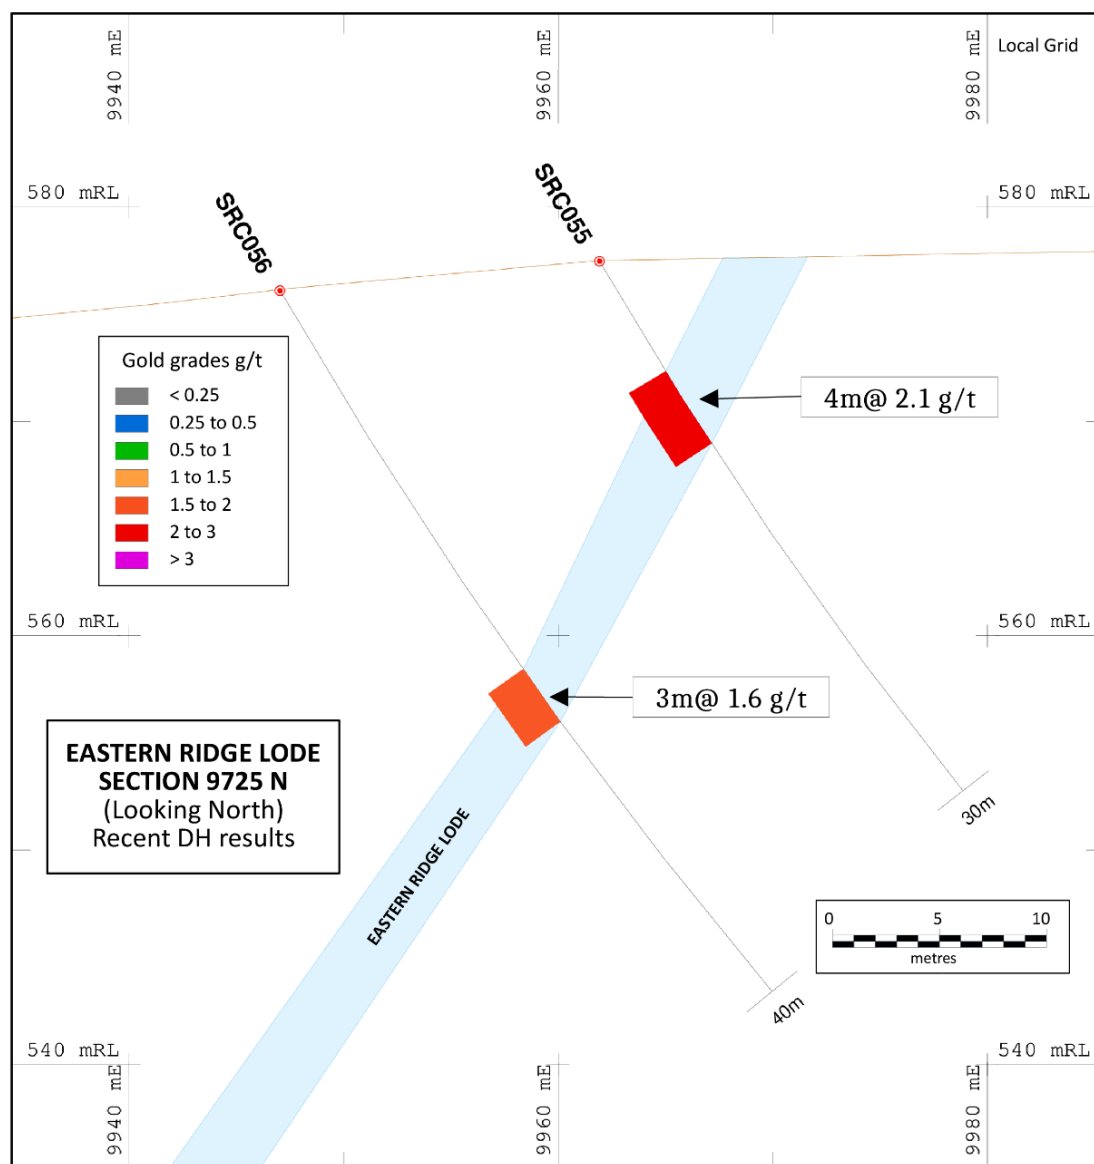 9940 mE
9960 mE
9980 mE
Local Grid
580 mRL
580 mRL
SRC056
SRC055
Gold grades g/t
< 0.25
0.25 to 0.5
0.5 to 1
1 to 1.5
1.5 to 2
2 to 3
> 3
4m@ 2.1 g/t
560 mRL
560 mRL
3m@ 1.6 g/t
EASTERN RIDGE LODE
SECTION 9725 N
(Looking North)
Recent DH results
EASTERN RIDGE LODE
30m
0 5 10
metres
40m
540 mRL
540 mRL
9940 mE
9960 mE
9980 mE